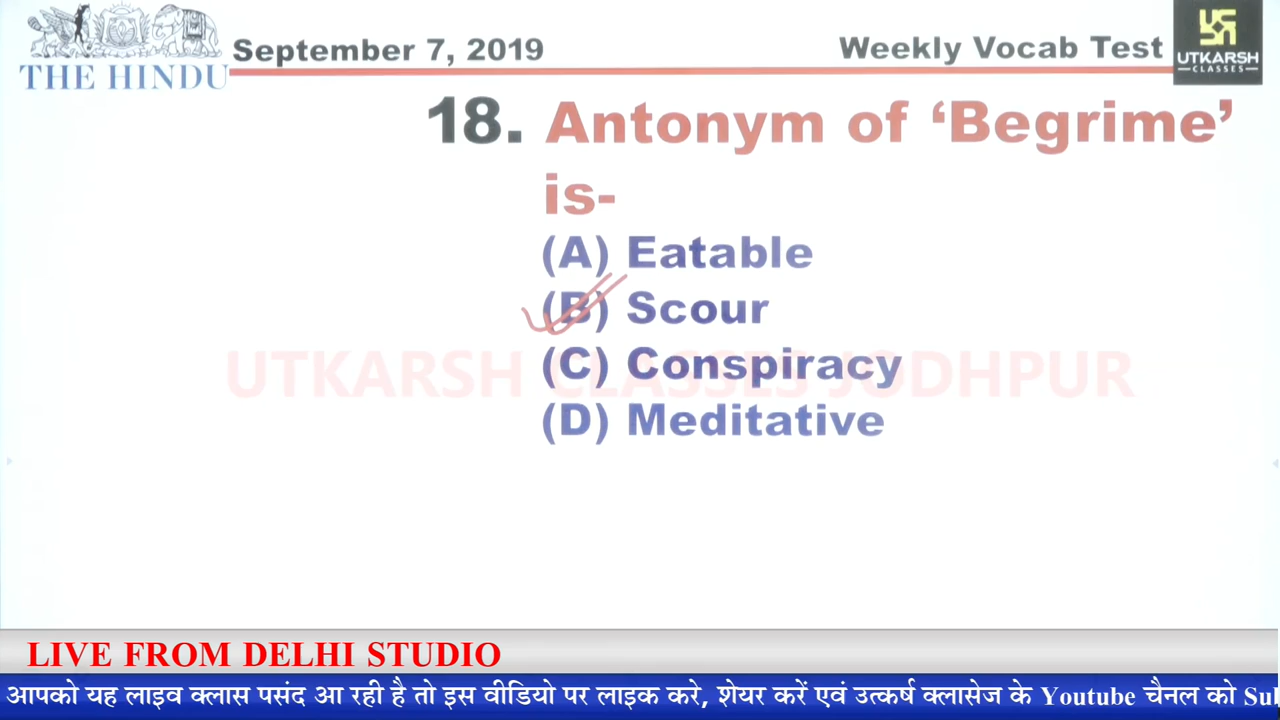 THE HINDU
September 7, 2019
Weekly Vocab Test
UTKARSH
CLASSES
18. Antonym of ‘Begrime’
is-
(A) Eatable
(B) Scour
(C) Conspiracy
(D) Meditative
UTKARSH CLASSES JODHPUR
LIVE FROM DELHI STUDIO
आपको यह लाइव क्लास पसंद आ रही है तो इस वीडियो पर लाइक करे, शेयर करें एवं उत्कर्ष क्लासेज के Youtube चैनल को